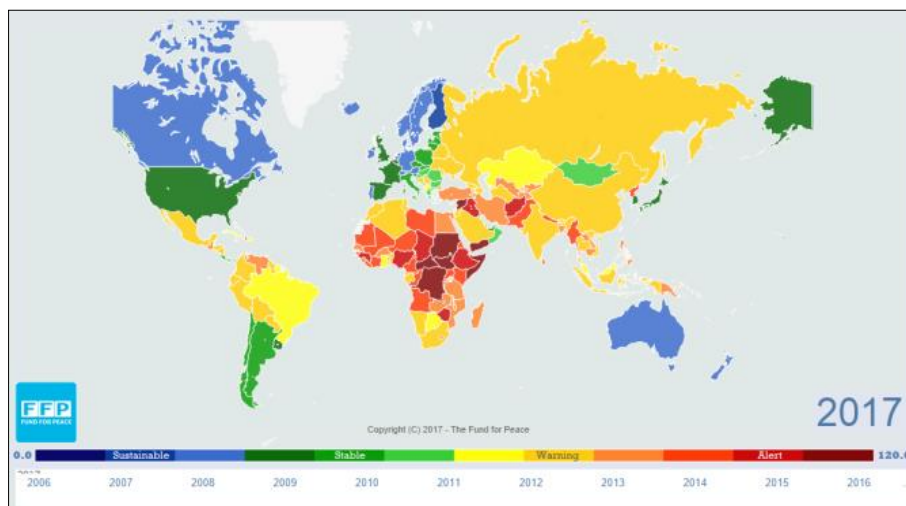 FFP
FUND FOR PEACE
2017
Copyright (C) 2017 - The Fund for Peace
0.0 Sustainable Stable Warning Alert 120.0
2006 2007 2008 2009 2010 2011 2012 2013 2014 2015 2016